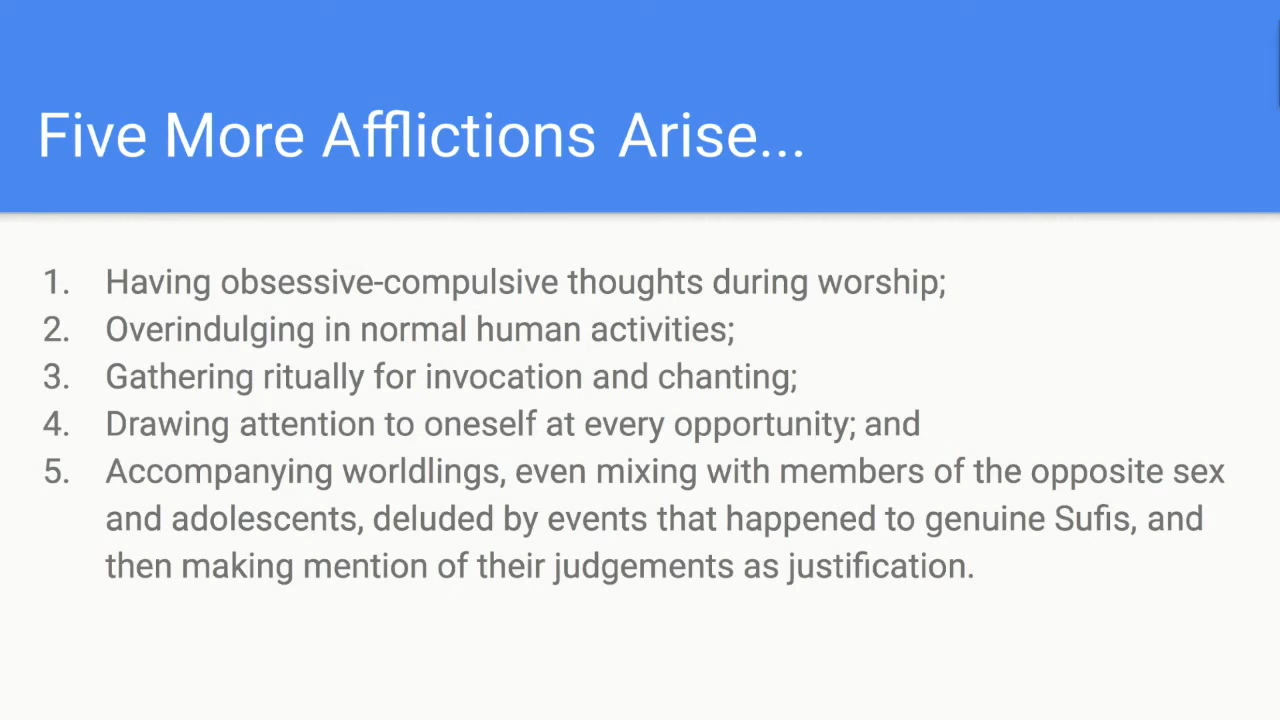 Five More Afflictions Arise...
1. Having obsessive-compulsive thoughts during worship;
2. Overindulging in normal human activities;
3. Gathering ritually for invocation and chanting;
4. Drawing attention to oneself at every opportunity; and
5. Accompanying worldlings, even mixing with members of the opposite sex
and adolescents, deluded by events that happened to genuine Sufis, and
then making mention of their judgements as justification.